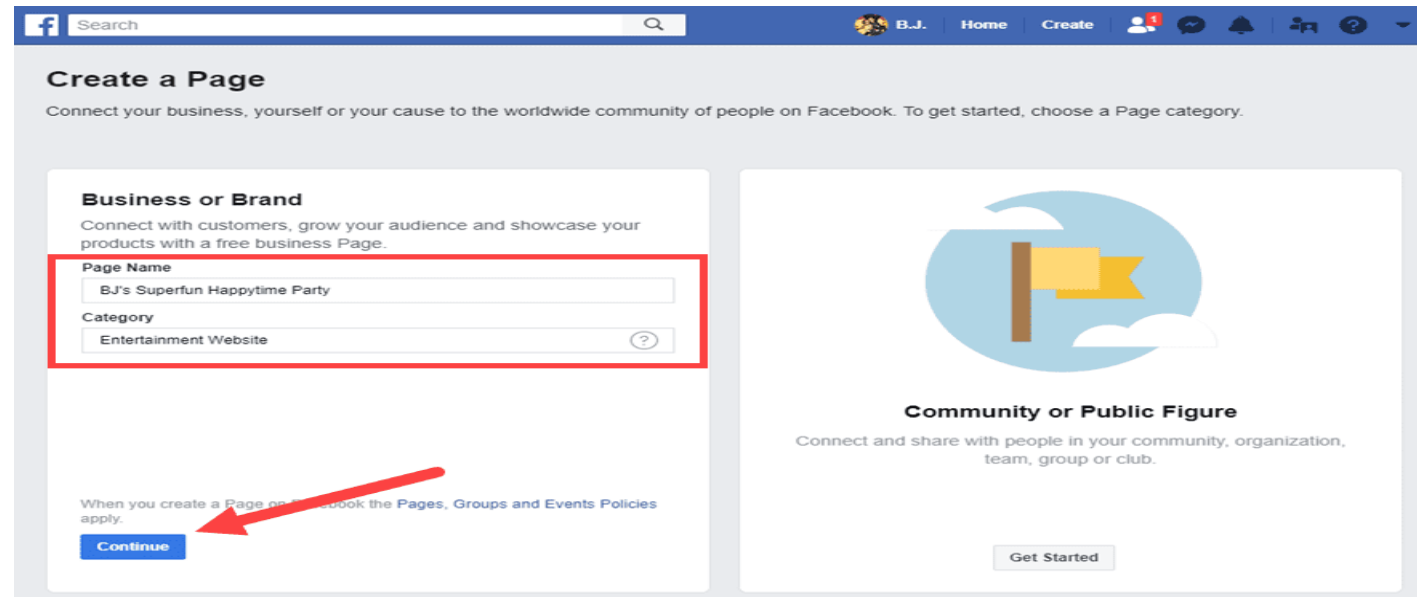 f
Search
B.J.
Home
Create
1
Create a Page
Connect your business, yourself or your cause to the worldwide community of people on Facebook. To get started, choose a Page category.
Business or Brand
Connect with customers, grow your audience and showcase your
products with a free business Page.
Page Name
BJ's Superfun Happytime Party
Category
Entertainment Website
?
When you create a Page on Facebook the Pages, Groups and Events Policies
apply.
Continue
Community or Public Figure
Connect and share with people in your community, organization,
team, group or club.
Get Started